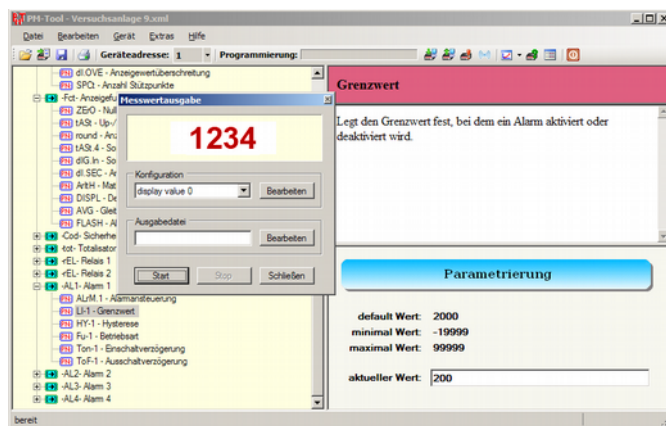 PM-Tool - Versuchsanlage 9.xml
Datei Bearbeiten Gerät Extras Hilfe
Geräteadresse: 1 Programmierung:
dI.OVE - Anzeigewertüberschreitung
SPCt - Anzahl Stützpunkte
-Fct- Anzeigefu
ZErO - Null
tASt - Up-/
round - Anz
tASt.4 - So
dIG.In - So
dI.SEC - An
AritH - Mat
DISPL - De
AVG - Gleit
FLASH - A
-Cod- Sicherhe
-tot- Totalisator
-rEL- Relais 1
-rEL- Relais 2
-AL1- Alarm 1
ALrM.1 - Alarmansteuerung
LI-1 - Grenzwert
HY-1 - Hysterese
Fu-1 - Betriebsart
Ton-1 - Einschaltverzögerung
ToF-1 - Ausschaltverzögerung
-AL2- Alarm 2
-AL3- Alarm 3
-AL4- Alarm 4
Messwertausgabe
1234
Konfiguration
display value 0 Bearbeiten
Ausgabedatei
Bearbeiten
Start Stop Schließen
Grenzwert
Legt den Grenzwert fest, bei dem ein Alarm aktiviert oder
deaktiviert wird.
Parametrierung
default Wert: 2000
minimal Wert: -19999
maximal Wert: 99999
aktueller Wert: 200
bereit